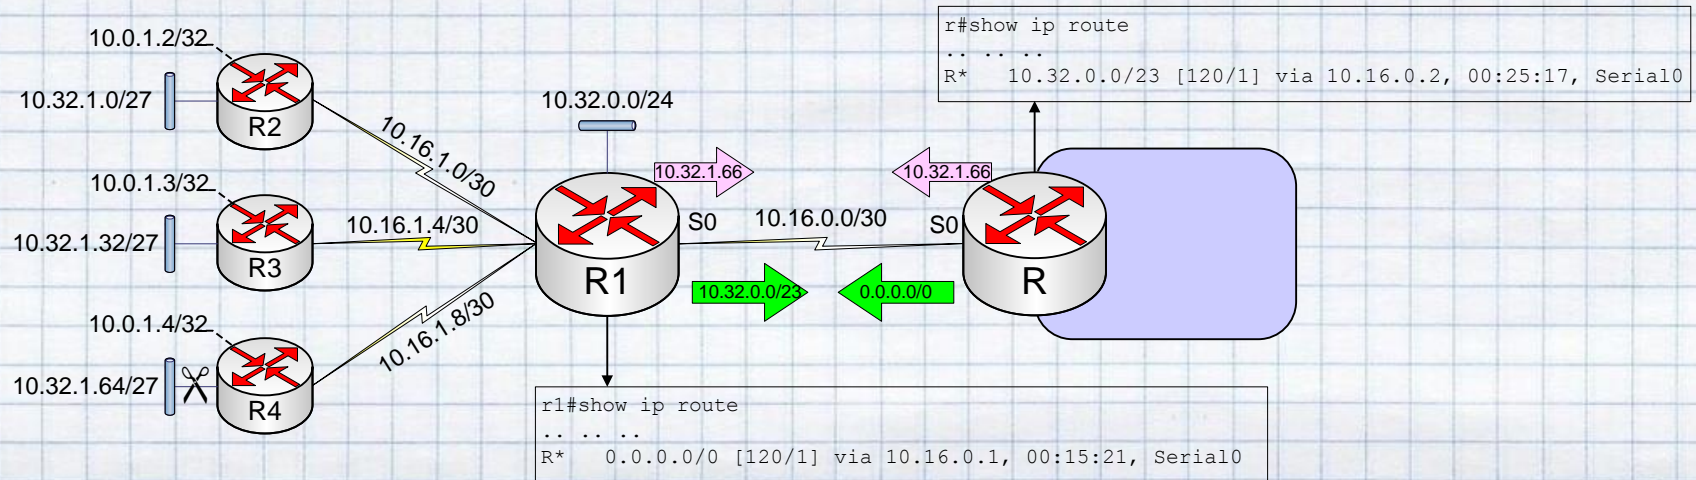 r#show ip route
.. .. ..
R* 10.32.0.0/23 [120/1] via 10.16.0.2, 00:25:17, Serial0
10.0.1.2/32
10.32.1.0/27
R2
10.16.1.0/30
10.32.0.0/24
10.32.1.66
10.32.1.66
10.0.1.3/32
10.32.1.32/27
R3
10.16.1.4/30
S0
10.16.0.0/30
S0
R1
R
10.32.0.0/23
0.0.0.0/0
10.0.1.4/32
10.32.1.64/27
R4
10.16.1.8/30
r1#show ip route
.. .. ..
R* 0.0.0.0/0 [120/1] via 10.16.0.1, 00:15:21, Serial0